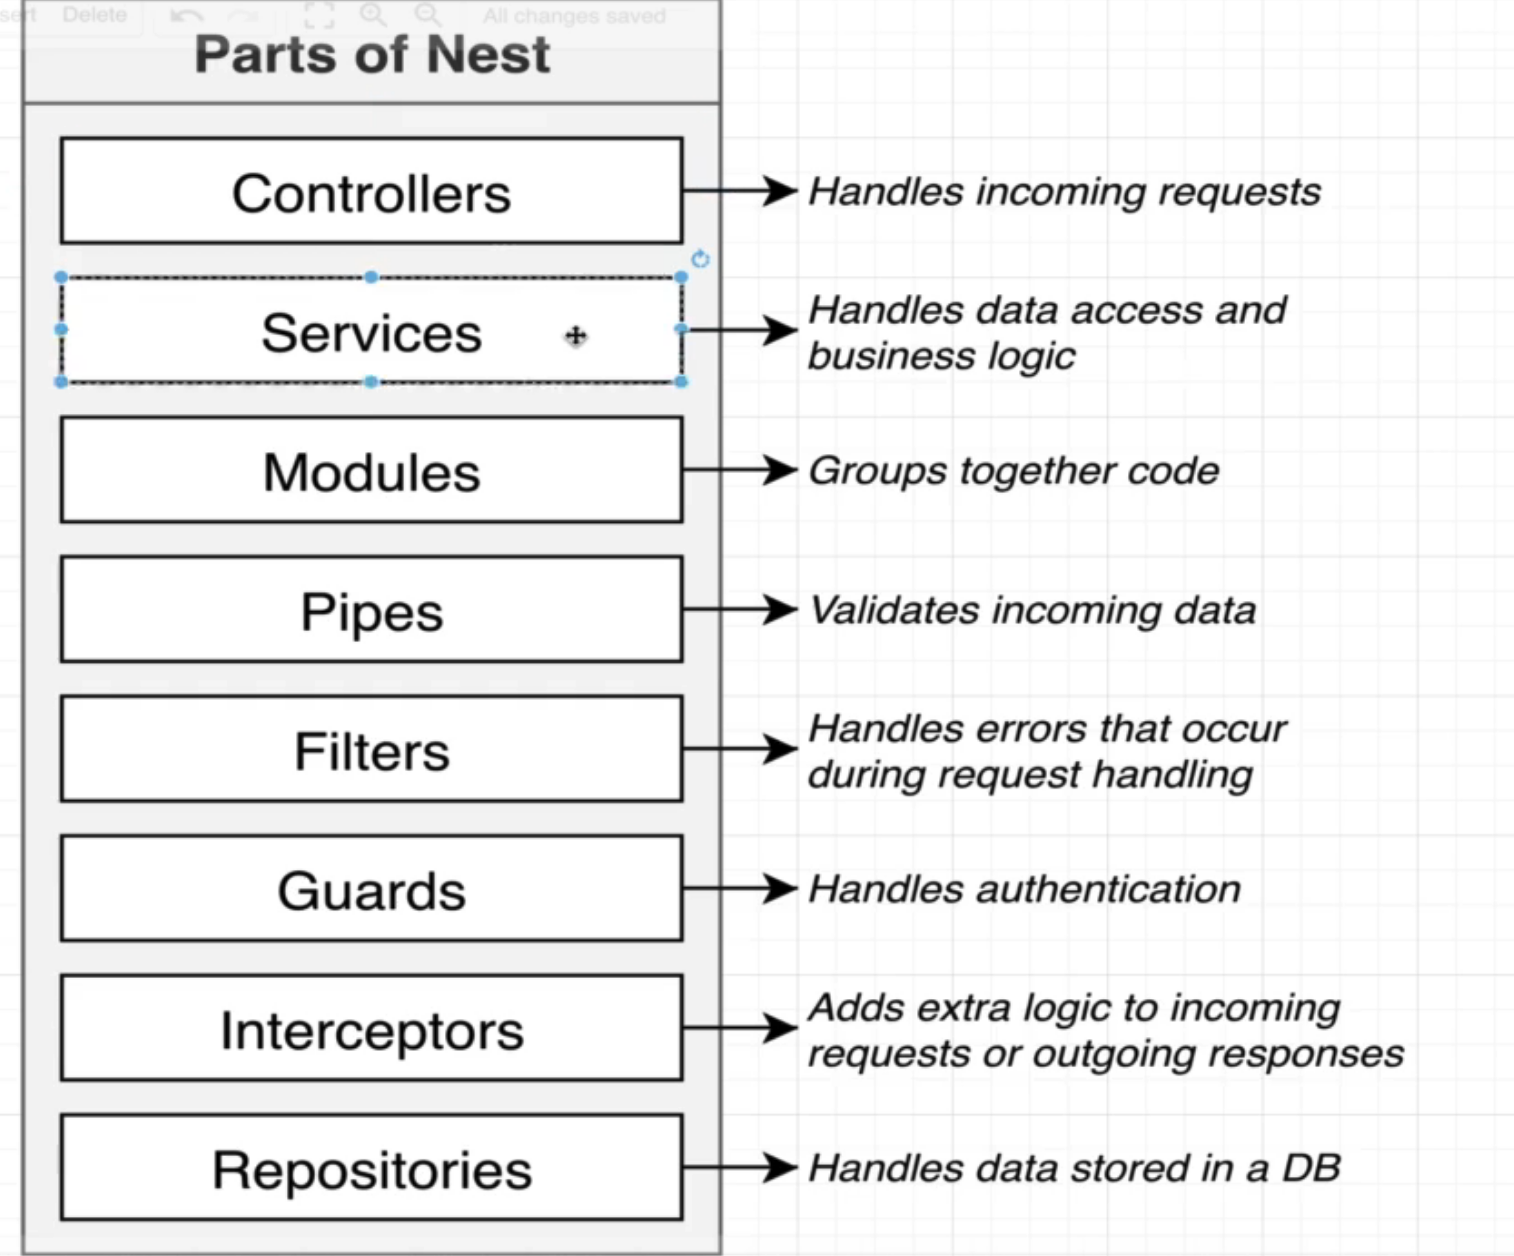 Delete
All changes saved
Parts of Nest
Controllers
Handles incoming requests
Services
Handles data access and
business logic
Modules
Groups together code
Pipes
Validates incoming data
Filters
Handles errors that occur
during request handling
Guards
Handles authentication
Interceptors
Adds extra logic to incoming
requests or outgoing responses
Repositories
Handles data stored in a DB